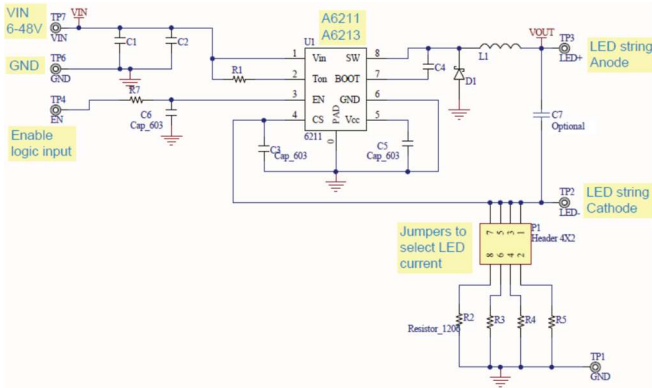 VIN
6-48V
TP7
VIN
VIN
C1
C2
GND
TP6
GND
TP4
EN
R7
Enable
logic input
C6
Cap_603
R1
A6211
A6213
U1
1
Vin
SW
8
2
Ton
BOOT
7
3
EN
GND
6
4
CS
Vcc
5
PAD
0
6211
C3
Cap_603
C5
Cap_603
C4
D1
L1
VOUT
TP3
LED+
LED string
Anode
C7
Optional
TP2
LED-
LED string
Cathode
Jumpers to
select LED
current
P1
Header 4X2
7 5 3 1
8 6 4 2
R2
R3
R4
R5
Resistor_1206
TP1
GND